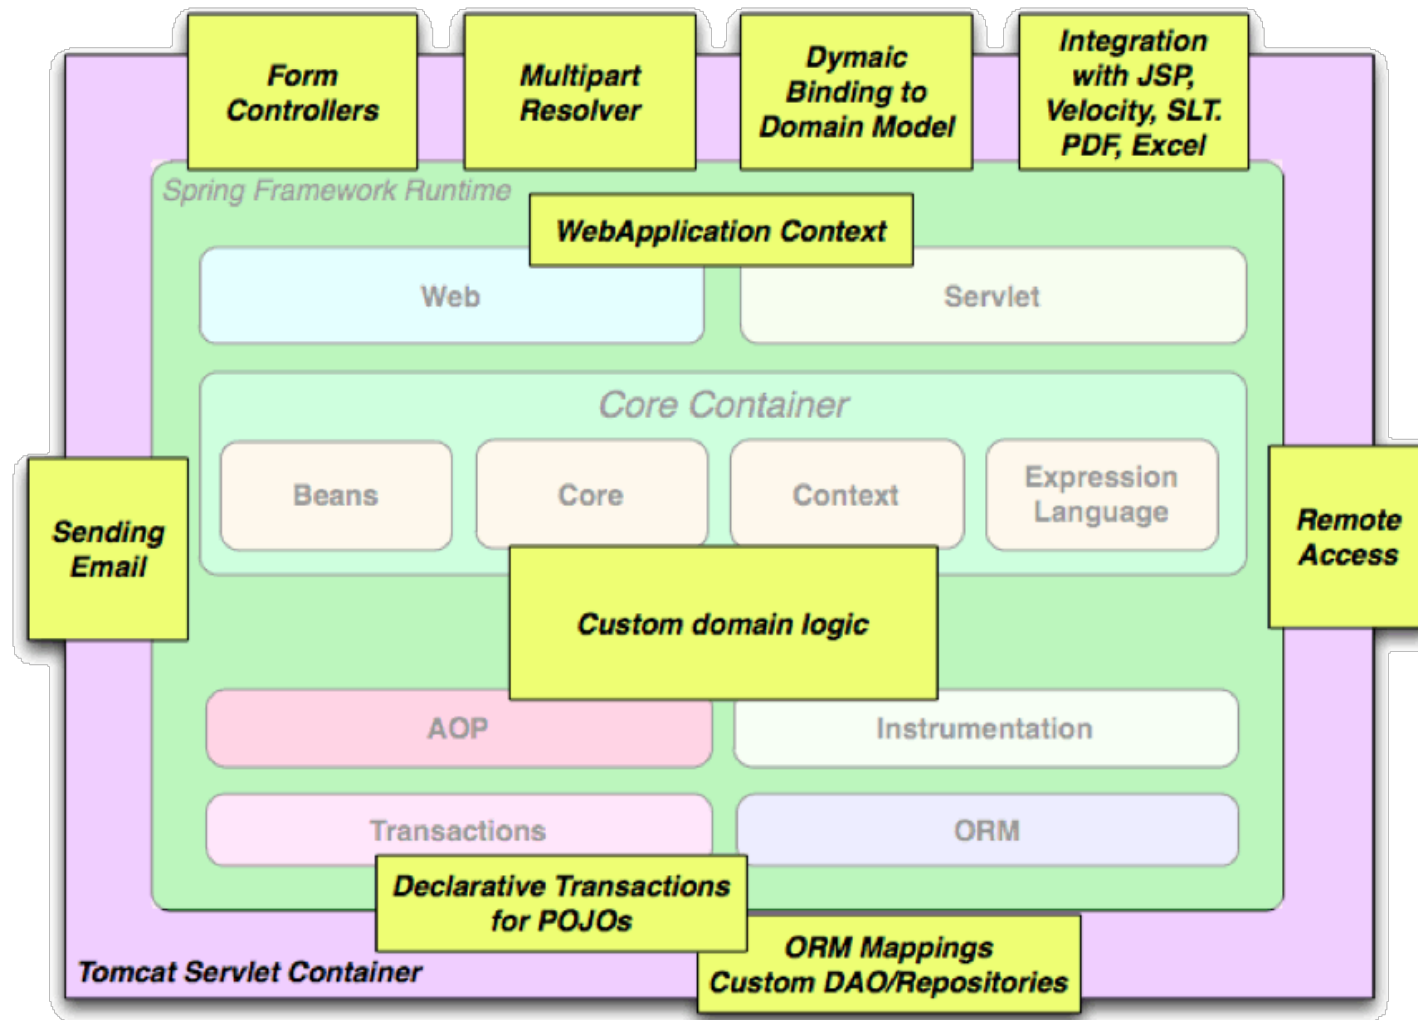 Form
Controllers
Multipart
Resolver
Dymaic
Binding to
Domain Model
Integration
with JSP,
Velocity, SLT.
PDF, Excel
Spring Framework Runtime
WebApplication Context
Web
Servlet
Core Container
Beans
Core
Context
Expression
Language
Sending
Email
Remote
Access
Custom domain logic
AOP
Instrumentation
Transactions
ORM
Declarative Transactions
for POJOs
ORM Mappings
Custom DAO/Repositories
Tomcat Servlet Container